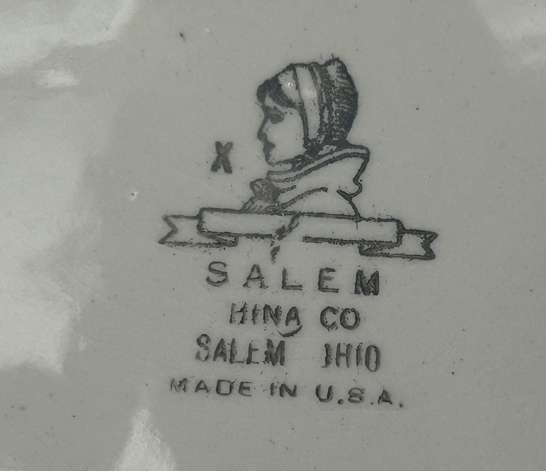 X
SALEM
HINA CO
SALEM HIO
MADE IN U.S.A.